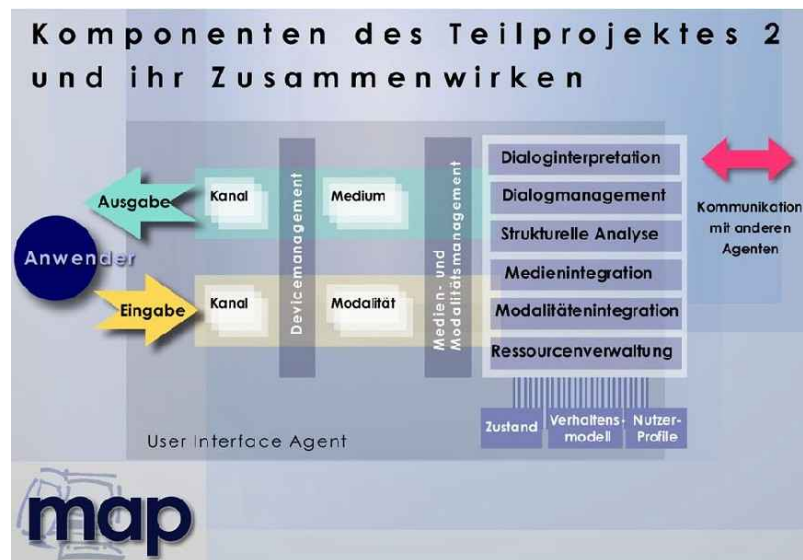 Komponenten des Teilprojektes 2
und ihr Zusammenwirken
Ausgabe
Kanal
Devicemanagement
Medium
Medien- und
Modalitätsmanagement
Dialoginterpretation
Dialogmanagement
Strukturelle Analyse
Medienintegration
Modalitätenintegration
Ressourcenverwaltung
Kommunikation
mit anderen
Agenten
Anwender
Eingabe
Kanal
Modalität
Zustand
Verhaltens-
modell
Nutzer-
Profile
User Interface Agent
map